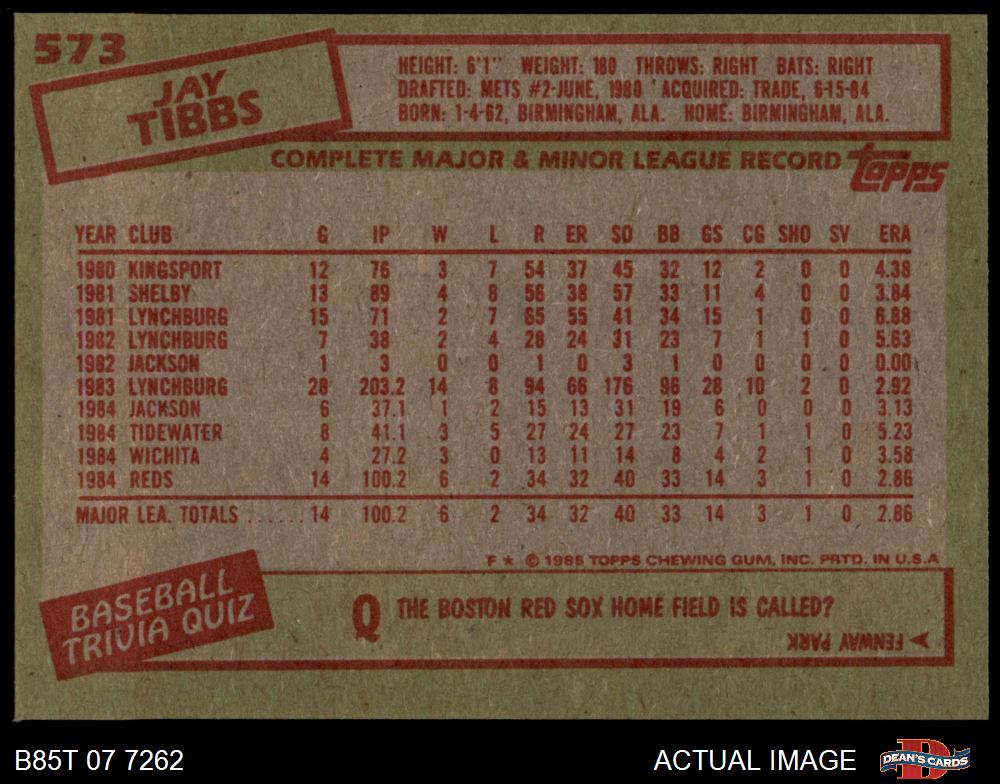 573
JAY
TIBBS
HEIGHT: 6'1" WEIGHT: 180 THROWS: RIGHT BATS: RIGHT
DRAFTED: METS #2-JUNE, 1980 ACQUIRED: TRADE, 6-15-84
BORN: 1-4-62, BIRMINGHAM, ALA. HOME: BIRMINGHAM, ALA.
COMPLETE MAJOR & MINOR LEAGUE RECORD topps
YEAR CLUB G IP W L R ER SO BB GS CG SHO SV ERA
1980 KINGSPORT 12 76 3 7 54 37 45 32 12 2 0 0 4.38
1981 SHELBY 13 89 4 8 56 38 57 33 11 4 0 0 3.84
1981 LYNCHBURG 15 71 2 7 65 55 41 34 15 1 0 0 6.88
1982 LYNCHBURG 7 38 2 4 28 24 31 23 7 1 1 0 5.63
1982 JACKSON 1 3 0 0 1 0 3 1 0 0 0 0 0.00
1983 LYNCHBURG 28 203.2 14 8 94 66 176 96 28 10 2 0 2.92
1984 JACKSON 6 37.1 1 2 15 13 31 19 6 0 0 0 3.13
1984 TIDEWATER 8 41.1 3 5 27 24 27 23 7 1 1 0 5.23
1984 WICHITA 4 27.2 3 0 13 11 14 8 4 2 1 0 3.58
1984 REDS 14 100.2 6 2 34 32 40 33 14 3 1 0 2.86
MAJOR LEA. TOTALS ......14 100.2 6 2 34 32 40 33 14 3 1 0 2.86
F * © 1985 TOPPS CHEWING GUM, INC. PRTD. IN U.S.A
BASEBALL
TRIVIA QUIZ
Q THE BOSTON RED SOX HOME FIELD IS CALLED?
FENWAY PARK
B85T 07 7262 ACTUAL IMAGE D DEAN'S CARDS